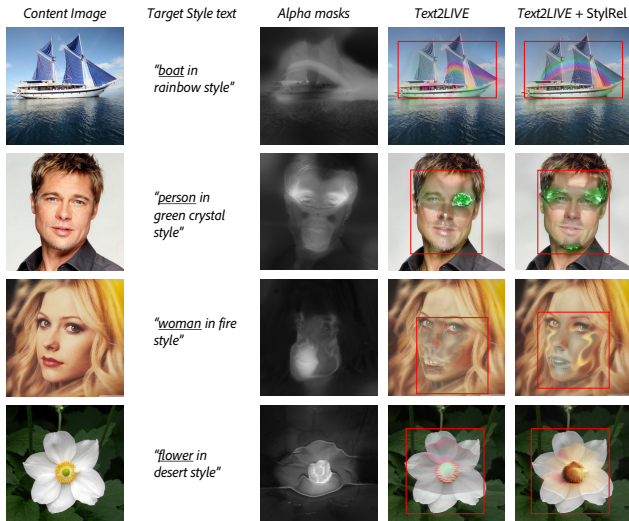 Content Image Target Style text Alpha masks Text2LIVE Text2LIVE + StylRel
"boat in
rainbow style"
"person in
green crystal
style"
"woman in fire
style"
"flower in
desert style"